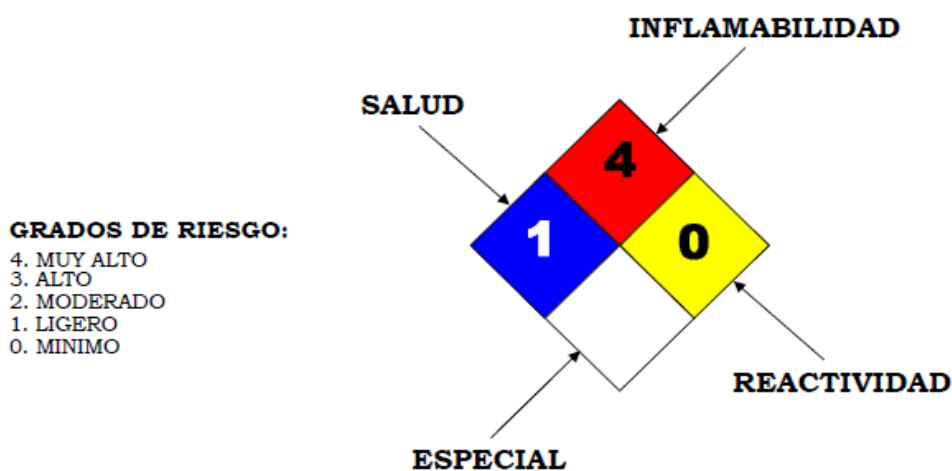 INFLAMABILIDAD
SALUD
4
GRADOS DE RIESGO:
4. MUY ALTO
3. ALTO
2. MODERADO
1. LIGERO
0. MINIMO
1
0
REACTIVIDAD
ESPECIAL